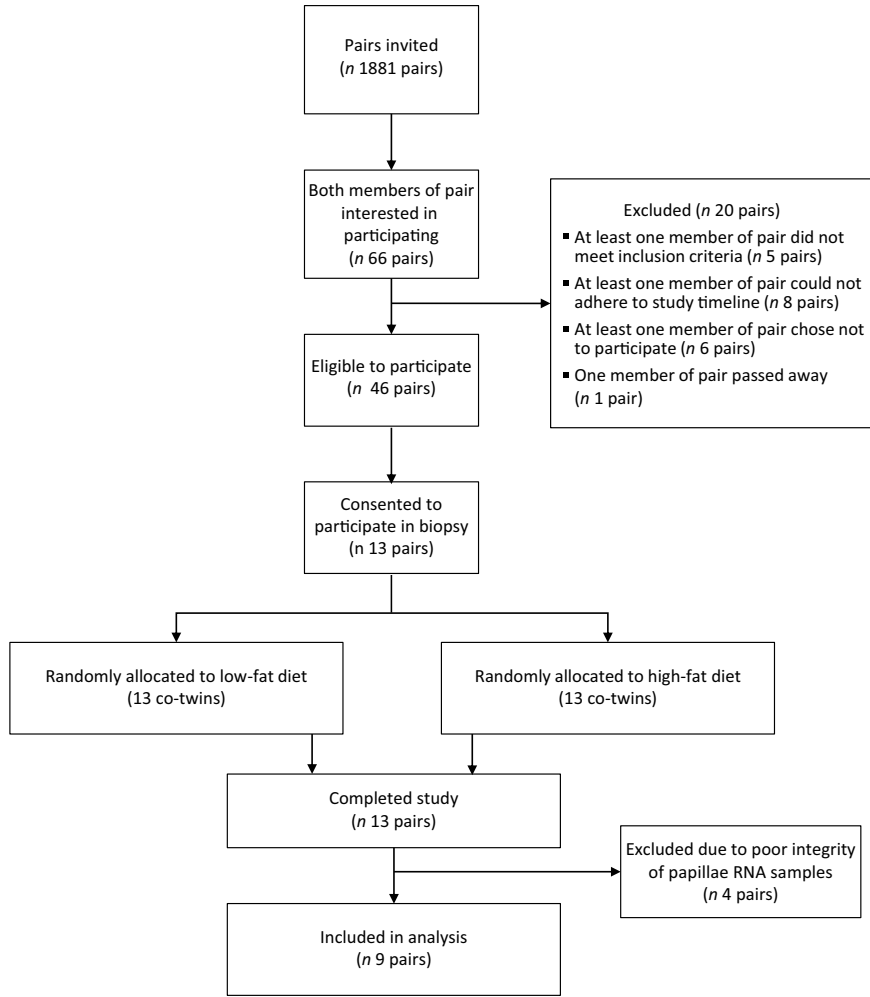 Pairs invited
(n 1881 pairs)
Both members of pair
interested in
participating
(n 66 pairs)
Excluded (n 20 pairs)
▪ At least one member of pair did not
meet inclusion criteria (n 5 pairs)
▪ At least one member of pair could not
adhere to study timeline (n 8 pairs)
▪ At least one member of pair chose not
to participate (n 6 pairs)
▪ One member of pair passed away
(n 1 pair)
Eligible to participate
(n 46 pairs)
Consented to
participate in biopsy
(n 13 pairs)
Randomly allocated to low-fat diet
(13 co-twins)
Randomly allocated to high-fat diet
(13 co-twins)
Completed study
(n 13 pairs)
Excluded due to poor integrity
of papillae RNA samples
(n 4 pairs)
Included in analysis
(n 9 pairs)